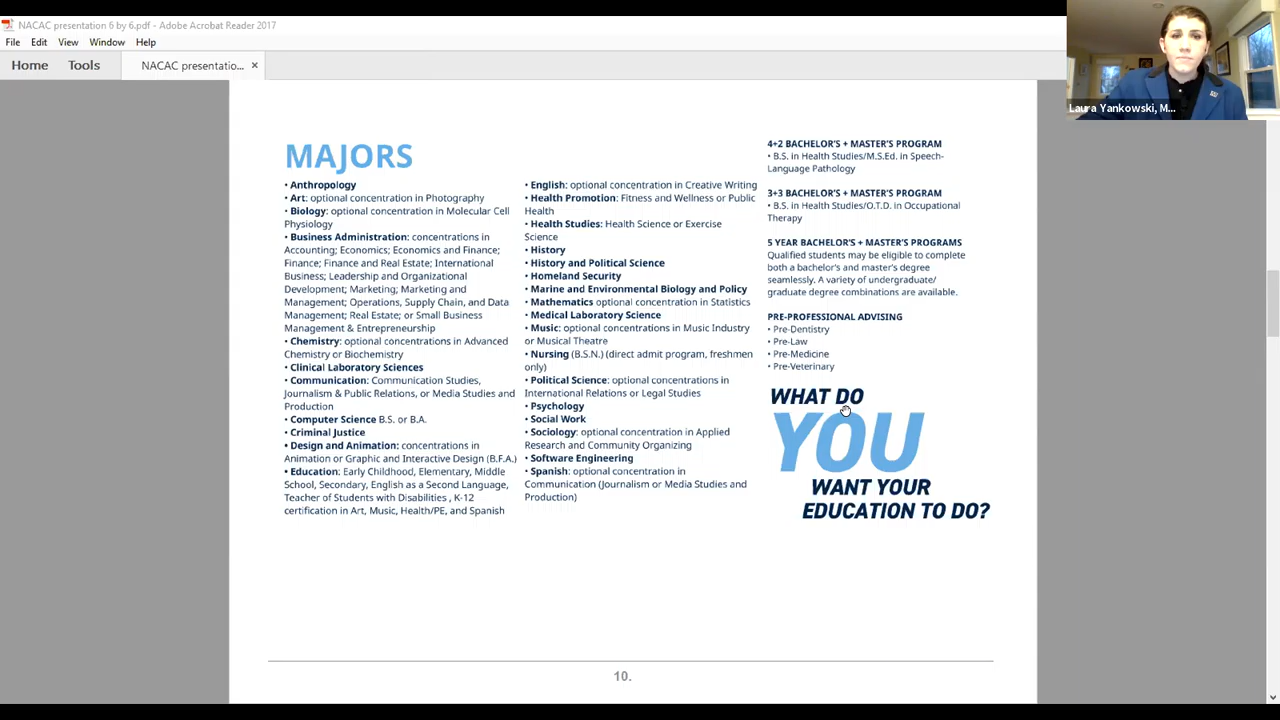 NACAC presentation 6 by 6.pdf - Adobe Acrobat Reader 2017
File Edit View Window Help
Home Tools NACAC presentatio... ×
Laura Yankowski, M...
MAJORS
• Anthropology
• Art: optional concentration in Photography
• Biology: optional concentration in Molecular Cell
Physiology
• Business Administration: concentrations in
Accounting; Economics; Economics and Finance;
Finance; Finance and Real Estate; International
Business; Leadership and Organizational
Development; Marketing; Marketing and
Management; Operations, Supply Chain, and Data
Management; Real Estate; or Small Business
Management & Entrepreneurship
• Chemistry: optional concentrations in Advanced
Chemistry or Biochemistry
• Clinical Laboratory Sciences
• Communication: Communication Studies,
Journalism & Public Relations, or Media Studies and
Production
• Computer Science B.S. or B.A.
• Criminal Justice
• Design and Animation: concentrations in
Animation or Graphic and Interactive Design (B.F.A.)
• Education: Early Childhood, Elementary, Middle
School, Secondary, English as a Second Language,
Teacher of Students with Disabilities , K-12
certification in Art, Music, Health/PE, and Spanish
• English: optional concentration in Creative Writing
• Health Promotion: Fitness and Wellness or Public
Health
• Health Studies: Health Science or Exercise
Science
• History
• History and Political Science
• Homeland Security
• Marine and Environmental Biology and Policy
• Mathematics optional concentration in Statistics
• Medical Laboratory Science
• Music: optional concentrations in Music Industry
or Musical Theatre
• Nursing (B.S.N.) (direct admit program, freshmen
only)
• Political Science: optional concentrations in
International Relations or Legal Studies
• Psychology
• Social Work
• Sociology: optional concentration in Applied
Research and Community Organizing
• Software Engineering
• Spanish: optional concentration in
Communication (Journalism or Media Studies and
Production)
4+2 BACHELOR'S + MASTER'S PROGRAM
• B.S. in Health Studies/M.S.Ed. in Speech-
Language Pathology
3+3 BACHELOR'S + MASTER'S PROGRAM
• B.S. in Health Studies/O.T.D. in Occupational
Therapy
5 YEAR BACHELOR'S + MASTER'S PROGRAMS
Qualified students may be eligible to complete
both a bachelor's and master's degree
seamlessly. A variety of undergraduate/
graduate degree combinations are available.
PRE-PROFESSIONAL ADVISING
• Pre-Dentistry
• Pre-Law
• Pre-Medicine
• Pre-Veterinary
WHAT DO
YOU
WANT YOUR
EDUCATION TO DO?
10.